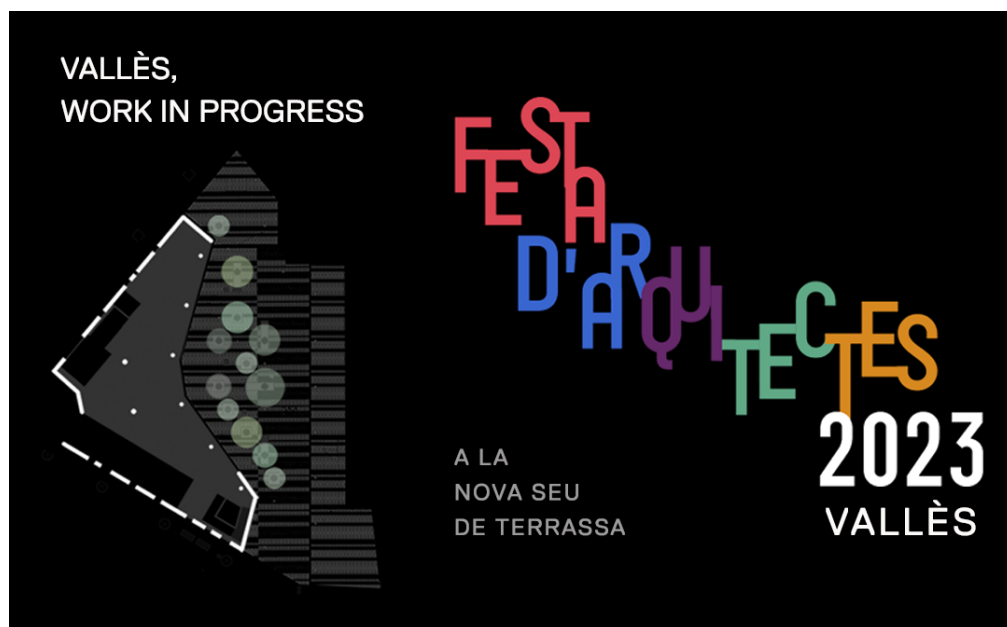 VALLÈS,
WORK IN PROGRESS
FESTA
D'ARQUITECTES
2023
VALLÈS
A LA
NOVA SEU
DE TERRASSA